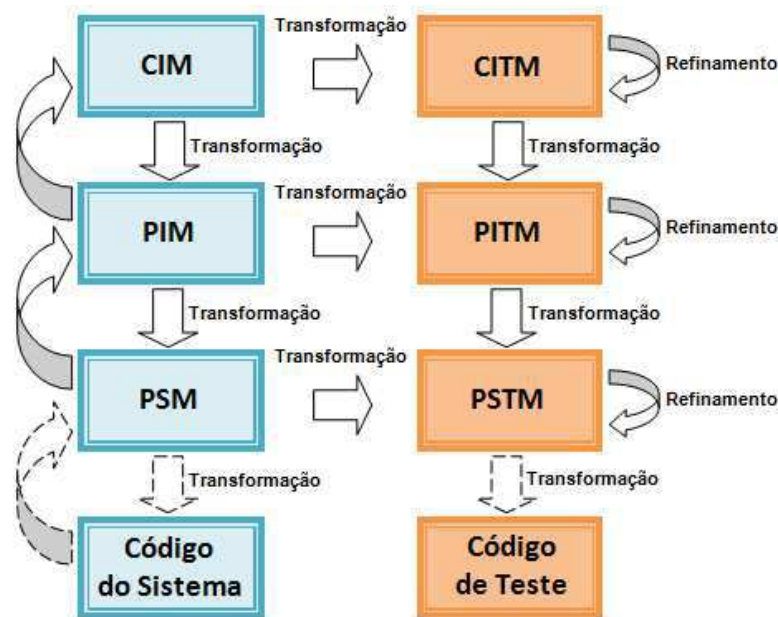 Transformação
CIM
CITM
Refinamento
Transformação
Transformação
Transformação
PIM
PITM
Refinamento
Transformação
Transformação
Transformação
PSM
PSTM
Refinamento
Transformação
Transformação
Código
do Sistema
Código
de Teste